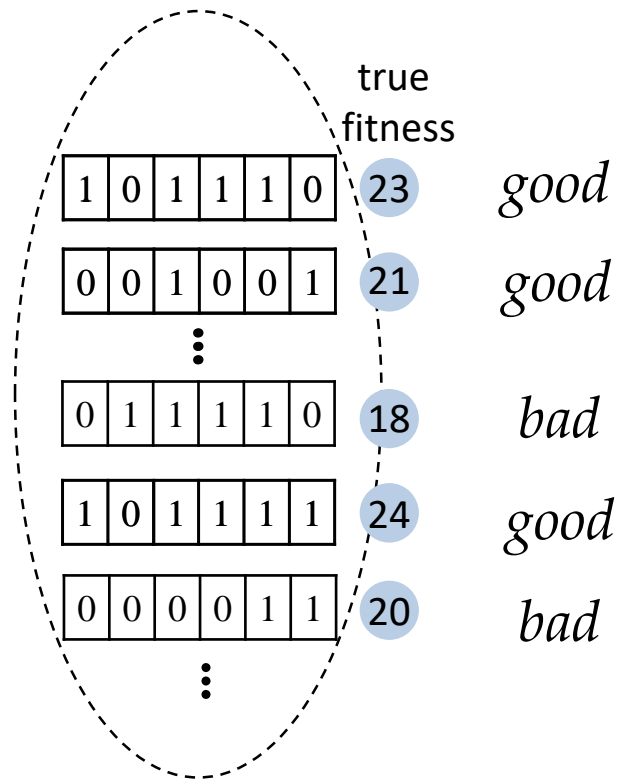 true
fitness
1 0 1 1 1 0 23 good
0 0 1 0 0 1 21 good
0 1 1 1 1 0 18 bad
1 0 1 1 1 1 24 good
0 0 0 0 1 1 20 bad